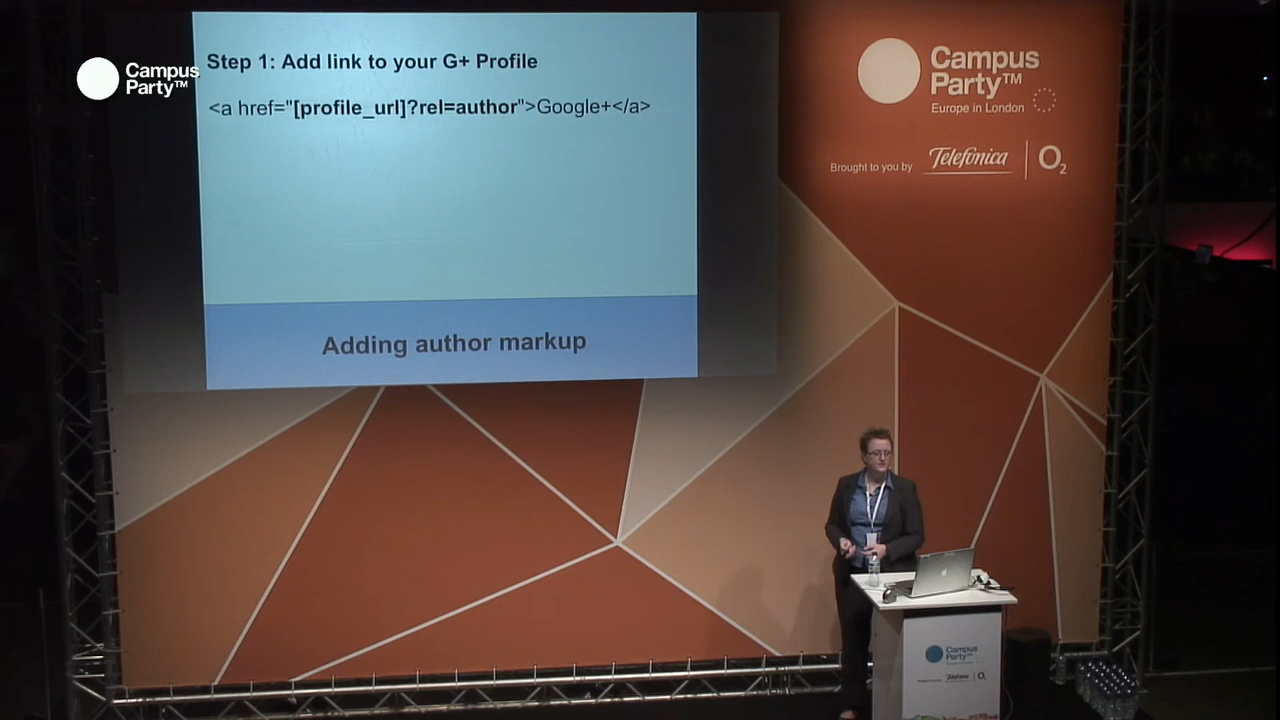 Step 1: Add link to your G+ Profile
<a href="[profile_url]?rel=author">Google+</a>
Adding author markup
Campus
Party™
Campus
Party™
Europe in London
Brought to you by Telefónica O2
Campus
Party™